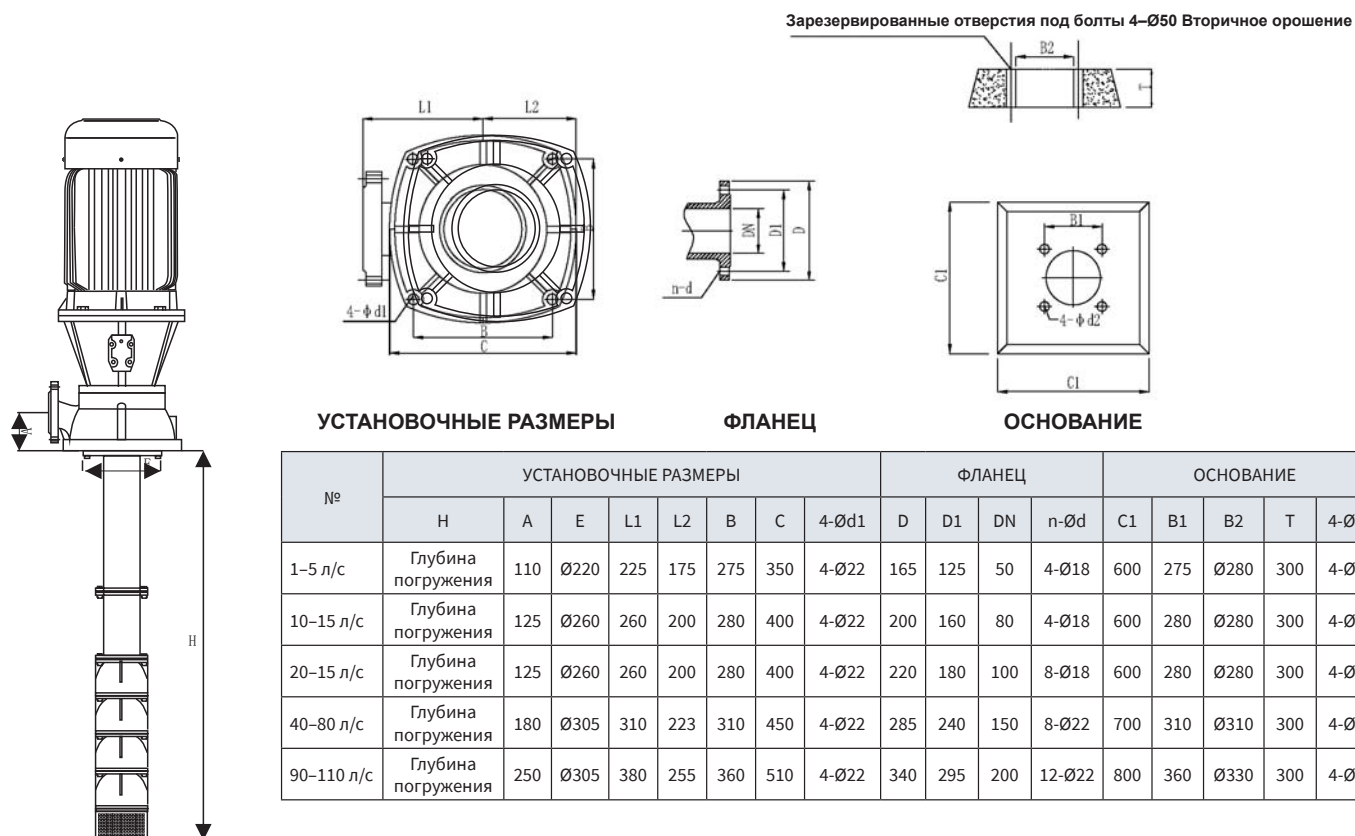 Зарезервированные отверстия под болты 4–Ø50 Вторичное орошение
B2
T
L1
L2
B
4-ϕd1
B
C
DN
D1
D
n-d
B1
C1
4-ϕd2
C1
A
E
H
УСТАНОВОЧНЫЕ РАЗМЕРЫ ФЛАНЕЦ ОСНОВАНИЕ
№ УСТАНОВОЧНЫЕ РАЗМЕРЫ ФЛАНЕЦ ОСНОВАНИЕ
H A E L1 L2 B C 4-Ød1 D D1 DN n-Ød C1 B1 B2 T 4-Ø
1–5 л/с Глубина погружения 110 Ø220 225 175 275 350 4-Ø22 165 125 50 4-Ø18 600 275 Ø280 300 4-Ø
10–15 л/с Глубина погружения 125 Ø260 260 200 280 400 4-Ø22 200 160 80 4-Ø18 600 280 Ø280 300 4-Ø
20–15 л/с Глубина погружения 125 Ø260 260 200 280 400 4-Ø22 220 180 100 8-Ø18 600 280 Ø280 300 4-Ø
40–80 л/с Глубина погружения 180 Ø305 310 223 310 450 4-Ø22 285 240 150 8-Ø22 700 310 Ø310 300 4-Ø
90–110 л/с Глубина погружения 250 Ø305 380 255 360 510 4-Ø22 340 295 200 12-Ø22 800 360 Ø330 300 4-Ø